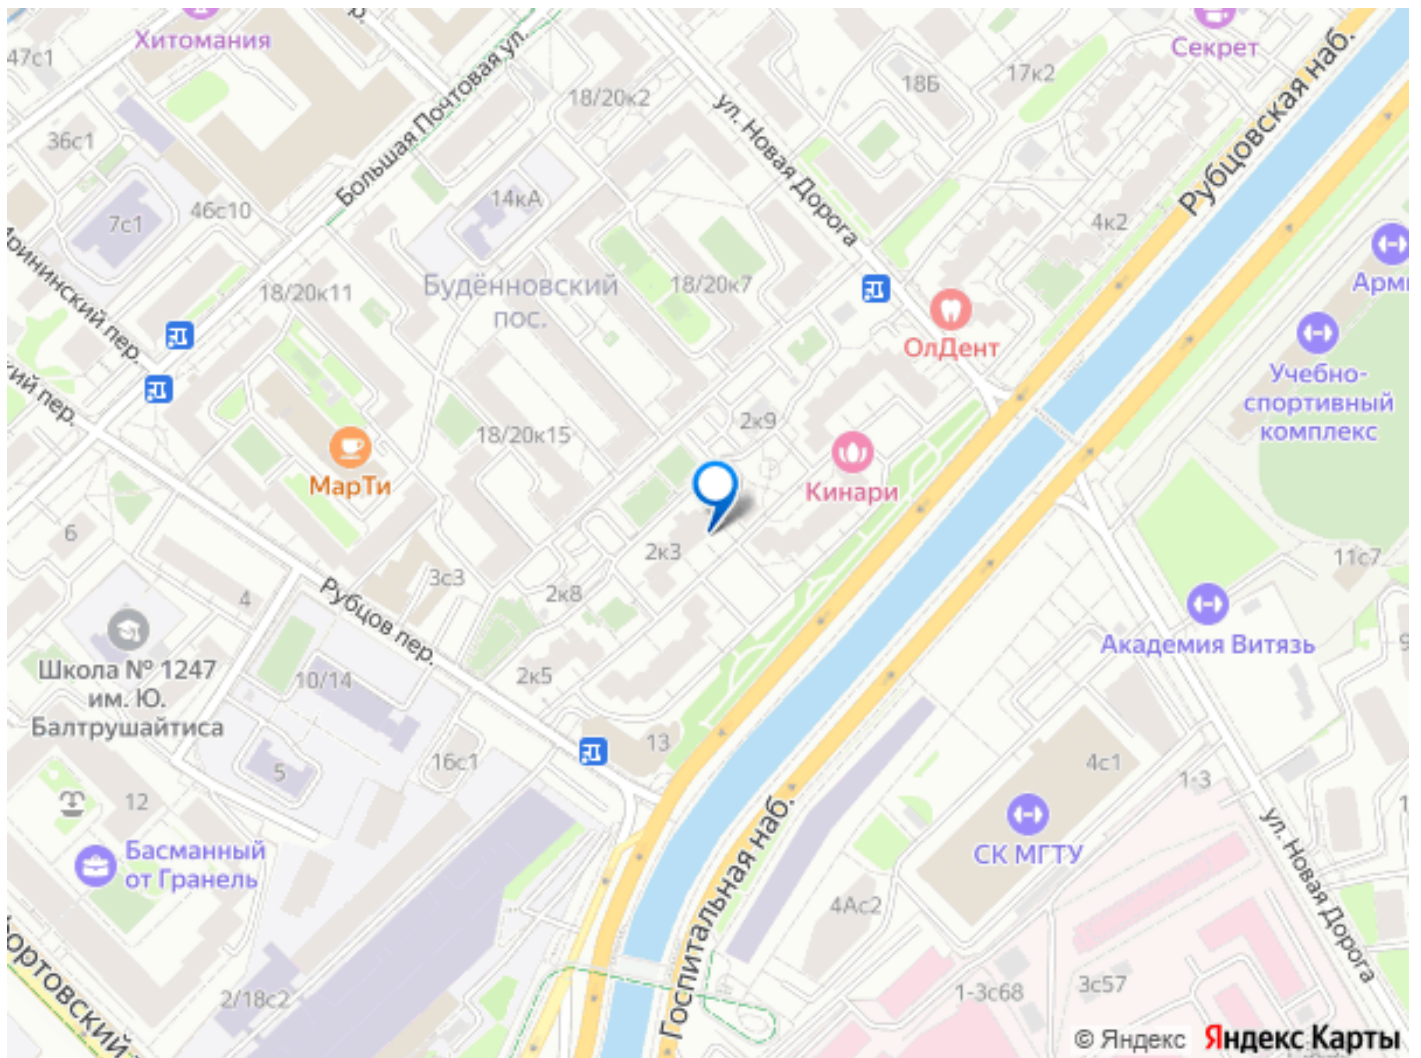 Хитомания
47с1
Секрет
17к2
18Б
18/20к2
Большая Почтовая ул.
ул. Новая Дорога
Рубцовская наб.
36с1
14кА
46с10
7с1
4к2
Будённовский
пос.
18/20к7
18/20к11
ОлДент
Учебно-
спортивный
комплекс
2к9
18/20к15
МарТи
Кинари
6
2к3
11с7
3с3
2к8
4
Рубцов пер.
Академия Витязь
Школа № 1247
им. Ю.
Балтрушайтиса
10/14
2к5
13
16с1
5
4с1
1-3
12
СК МГТУ
ул. Новая Дорога
Басманный
от Гранель
Госпитальная наб.
4Ас2
2/18с2
1-3с68
3с57
© Яндекс Яндекс Карты